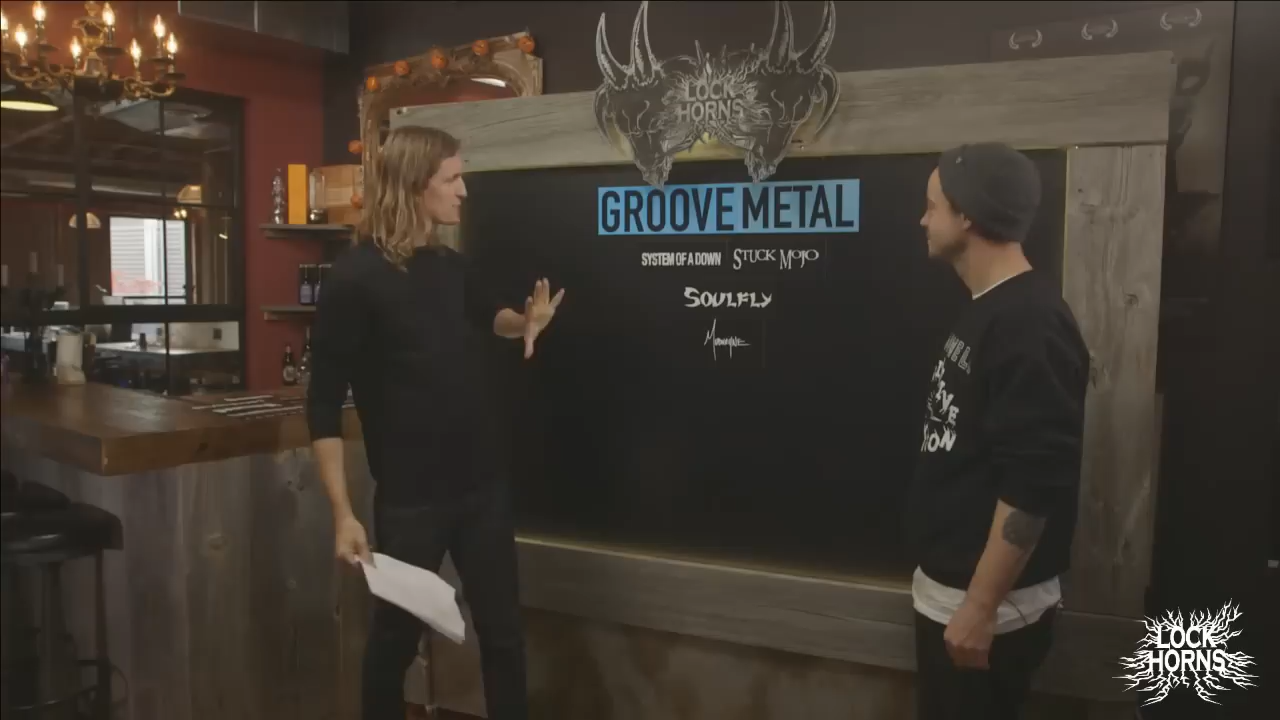 LOCK
HORNS
GROOVE METAL
SYSTEM OF A DOWN STUCK MOJO
SOULFLY
LOCK
HORNS